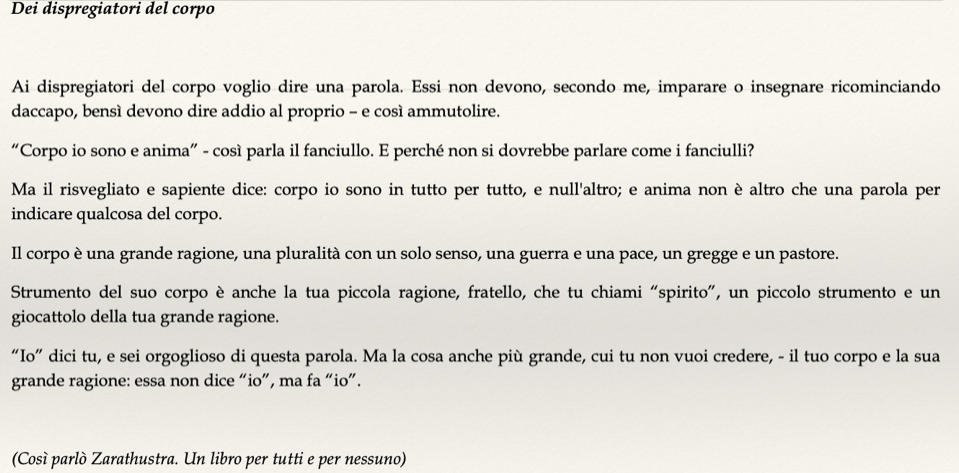 Dei dispregiatori del corpo
Ai dispregiatori del corpo voglio dire una parola. Essi non devono, secondo me, imparare o insegnare ricominciando
daccapo, bensì devono dire addio al proprio – e così ammutolire.
“Corpo io sono e anima” - così parla il fanciullo. E perché non si dovrebbe parlare come i fanciulli?
Ma il risvegliato e sapiente dice: corpo io sono in tutto per tutto, e null'altro; e anima non è altro che una parola per
indicare qualcosa del corpo.
Il corpo è una grande ragione, una pluralità con un solo senso, una guerra e una pace, un gregge e un pastore.
Strumento del suo corpo è anche la tua piccola ragione, fratello, che tu chiami “spirito”, un piccolo strumento e un
giocattolo della tua grande ragione.
“Io” dici tu, e sei orgoglioso di questa parola. Ma la cosa anche più grande, cui tu non vuoi credere, - il tuo corpo e la sua
grande ragione: essa non dice “io”, ma fa “io”.
(Così parlò Zarathustra. Un libro per tutti e per nessuno)